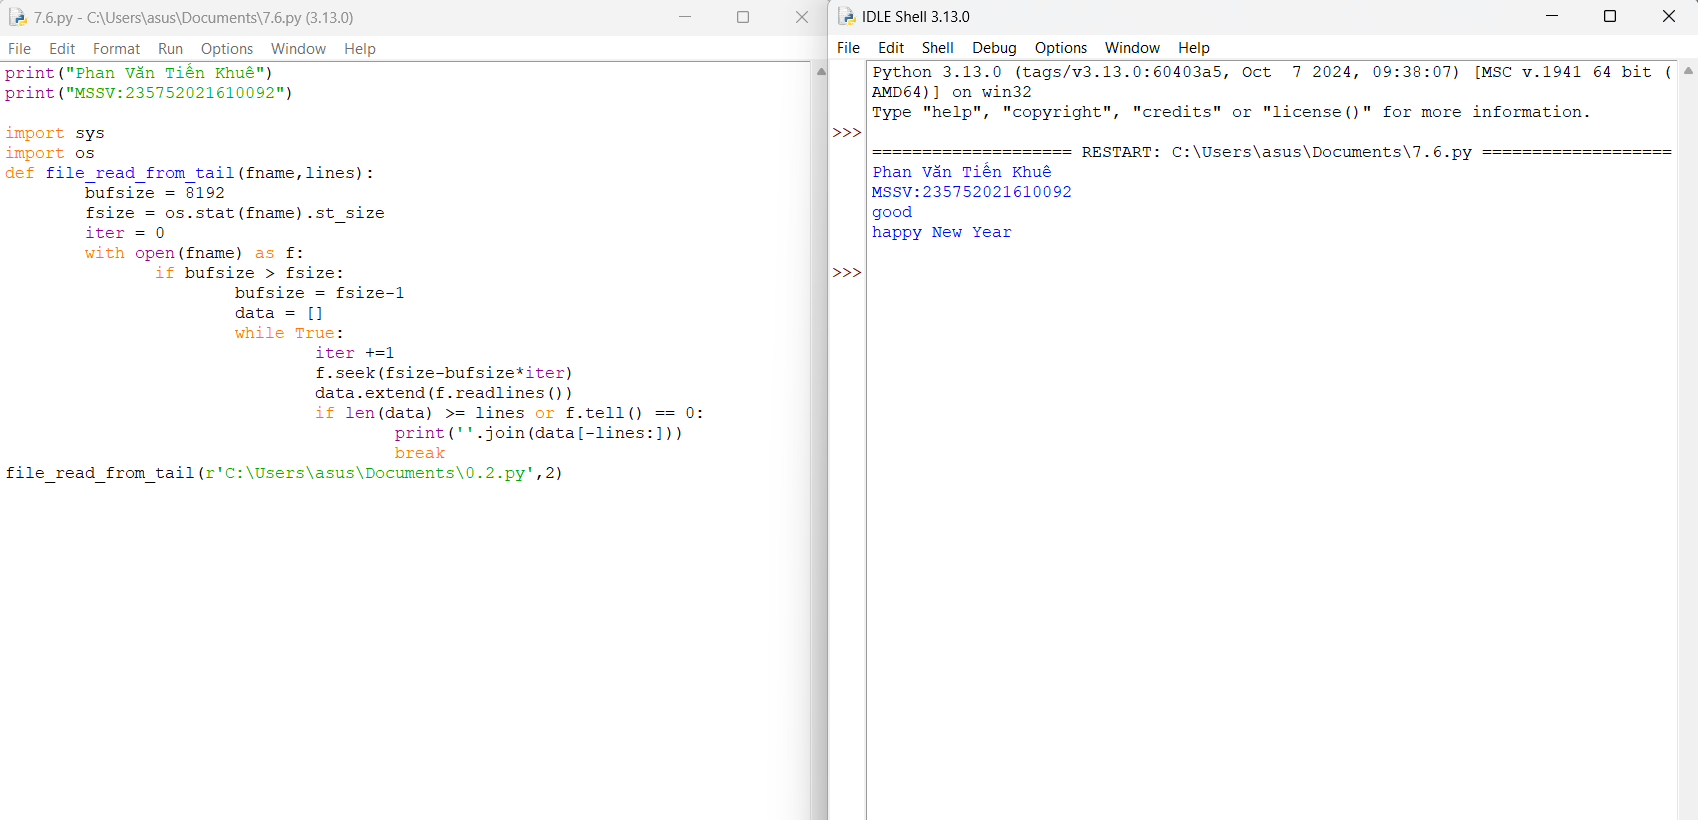 7.6.py - C:\Users\asus\Documents\7.6.py (3.13.0)
File Edit Format Run Options Window Help
print("Phan Văn Tiến Khuê")
print("MSSV:235752021610092")
import sys
import os
def file_read_from_tail(fname,lines):
        bufsize = 8192
        fsize = os.stat(fname).st_size
        iter = 0
        with open(fname) as f:
               if bufsize > fsize:
                       bufsize = fsize-1
                       data = []
                       while True:
                               iter +=1
                               f.seek(fsize-bufsize*iter)
                               data.extend(f.readlines())
                               if len(data) >= lines or f.tell() == 0:
                                       print(''.join(data[-lines:]))
                                       break
file_read_from_tail(r'C:\Users\asus\Documents\0.2.py',2)
IDLE Shell 3.13.0
File Edit Shell Debug Options Window Help
Python 3.13.0 (tags/v3.13.0:60403a5, Oct  7 2024, 09:38:07) [MSC v.1941 64 bit (
AMD64)] on win32
Type "help", "copyright", "credits" or "license()" for more information.
>>>
==================== RESTART: C:\Users\asus\Documents\7.6.py ===================
Phan Văn Tiến Khuê
MSSV:235752021610092
good
happy New Year
>>>